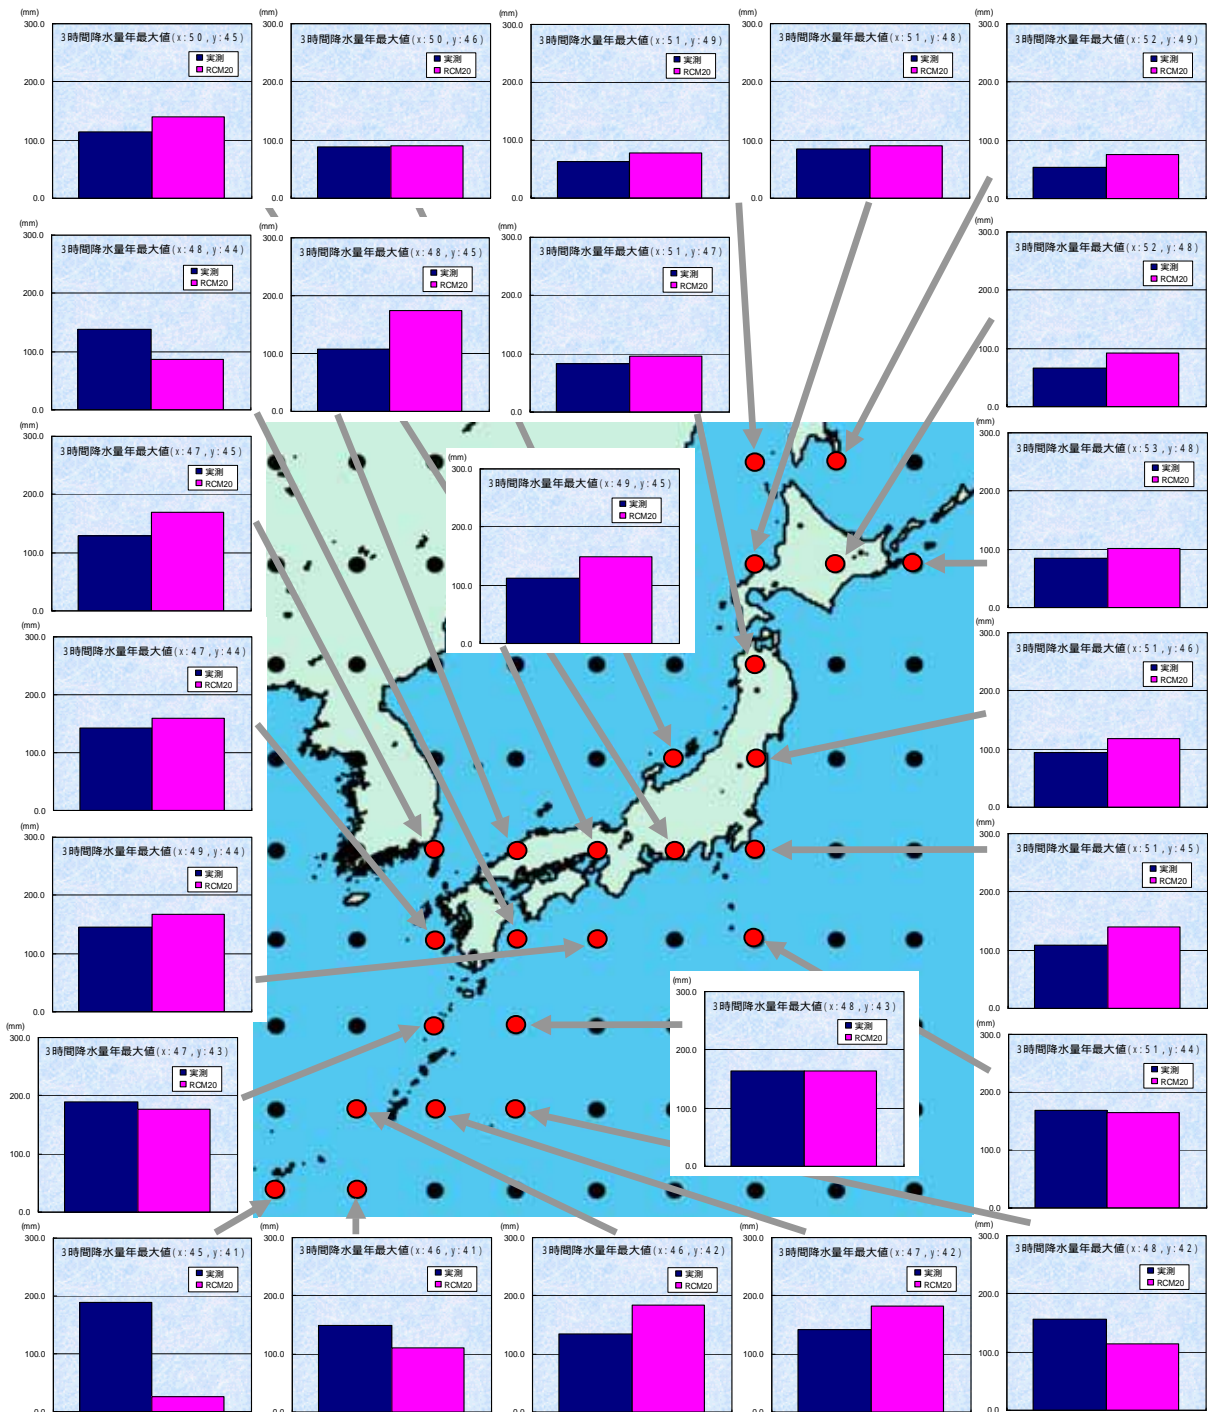 (mm)
3時間降水量年最大値(x:50,y:45)
300.0
200.0
100.0
0.0
実測
RCM20
(mm)
3時間降水量年最大値(x:50,y:46)
300.0
200.0
100.0
0.0
実測
RCM20
(mm)
3時間降水量年最大値(x:51,y:49)
300.0
200.0
100.0
0.0
実測
RCM20
(mm)
3時間降水量年最大値(x:51,y:48)
300.0
200.0
100.0
0.0
実測
RCM20
(mm)
3時間降水量年最大値(x:52,y:49)
300.0
200.0
100.0
0.0
実測
RCM20
(mm)
3時間降水量年最大値(x:48,y:44)
300.0
200.0
100.0
0.0
実測
RCM20
(mm)
3時間降水量年最大値(x:48,y:45)
300.0
200.0
100.0
0.0
実測
RCM20
(mm)
3時間降水量年最大値(x:51,y:47)
300.0
200.0
100.0
0.0
実測
RCM20
(mm)
3時間降水量年最大値(x:52,y:48)
300.0
200.0
100.0
0.0
実測
RCM20
(mm)
3時間降水量年最大値(x:47,y:45)
300.0
200.0
100.0
0.0
実測
RCM20
(mm)
3時間降水量年最大値(x:49,y:45)
300.0
200.0
100.0
0.0
実測
RCM20
(mm)
3時間降水量年最大値(x:53,y:48)
300.0
200.0
100.0
0.0
実測
RCM20
(mm)
3時間降水量年最大値(x:47,y:44)
300.0
200.0
100.0
0.0
実測
RCM20
(mm)
3時間降水量年最大値(x:51,y:46)
300.0
200.0
100.0
0.0
実測
RCM20
(mm)
3時間降水量年最大値(x:49,y:44)
300.0
200.0
100.0
0.0
実測
RCM20
(mm)
3時間降水量年最大値(x:51,y:45)
300.0
200.0
100.0
0.0
実測
RCM20
(mm)
3時間降水量年最大値(x:47,y:43)
300.0
200.0
100.0
0.0
実測
RCM20
(mm)
3時間降水量年最大値(x:48,y:43)
300.0
200.0
100.0
0.0
実測
RCM20
(mm)
3時間降水量年最大値(x:51,y:44)
300.0
200.0
100.0
0.0
実測
RCM20
(mm)
3時間降水量年最大値(x:45,y:41)
300.0
200.0
100.0
0.0
実測
RCM20
(mm)
3時間降水量年最大値(x:46,y:41)
300.0
200.0
100.0
0.0
実測
RCM20
(mm)
3時間降水量年最大値(x:46,y:42)
300.0
200.0
100.0
0.0
実測
RCM20
(mm)
3時間降水量年最大値(x:47,y:42)
300.0
200.0
100.0
0.0
実測
RCM20
(mm)
3時間降水量年最大値(x:48,y:42)
300.0
200.0
100.0
0.0
実測
RCM20